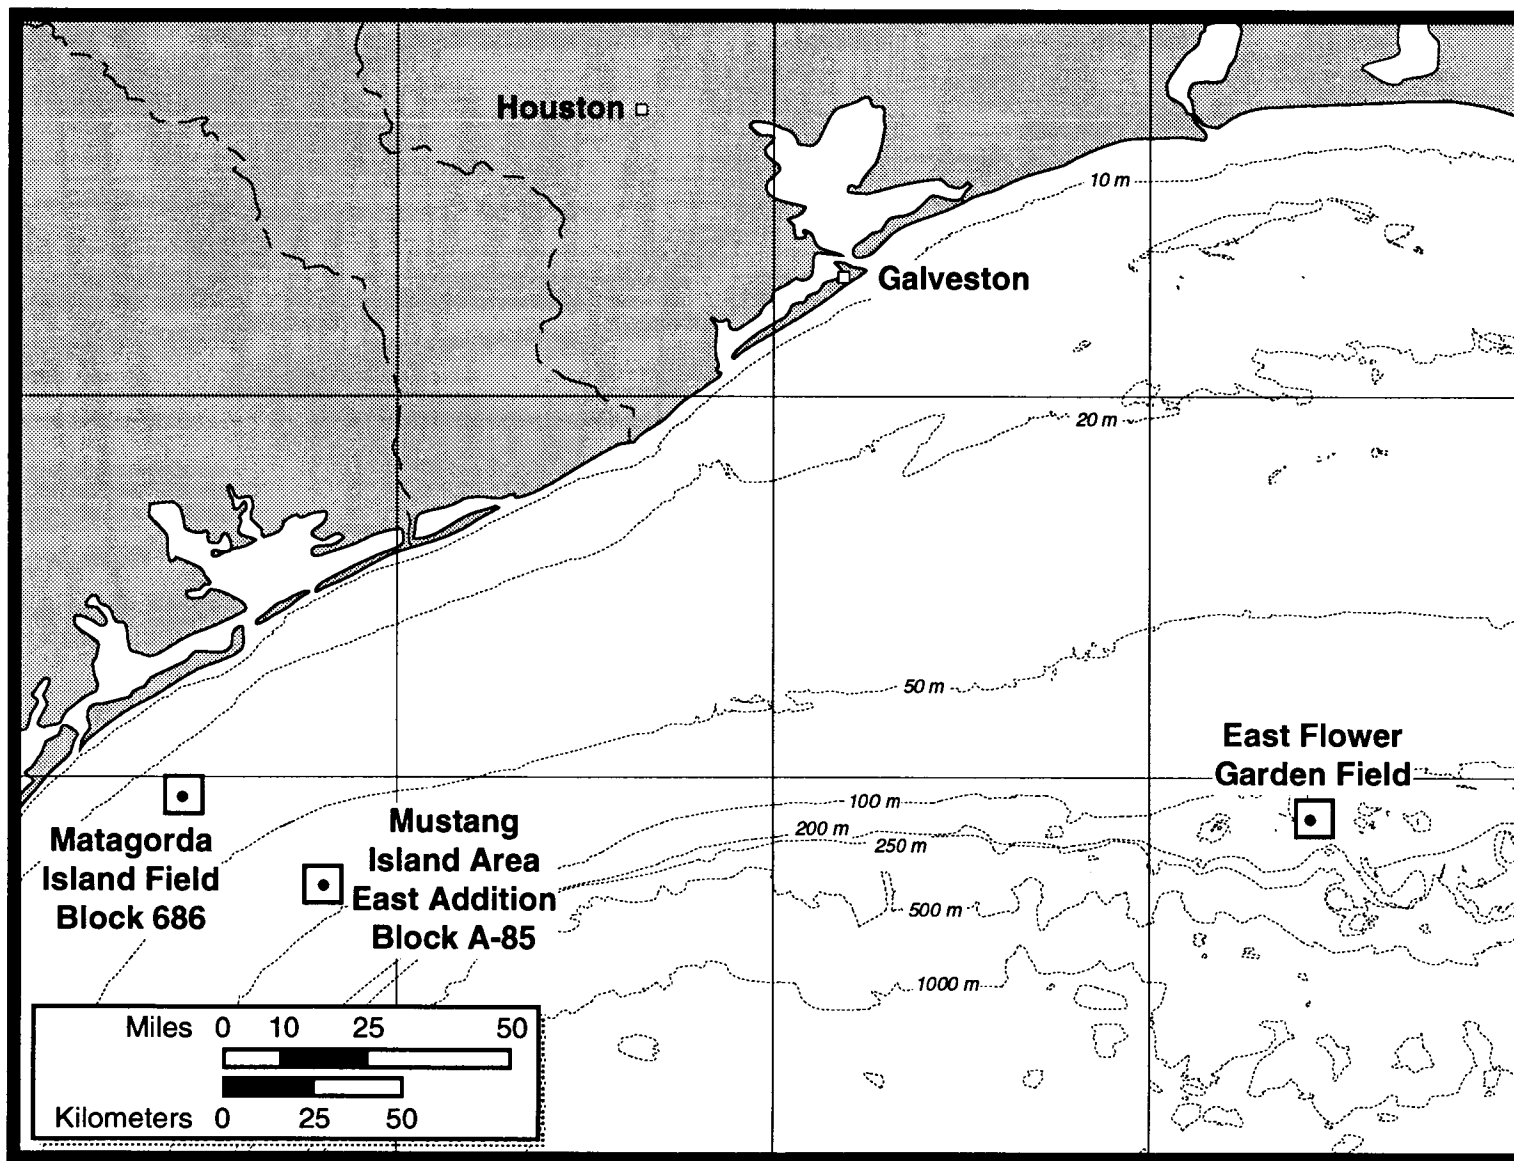 Houston
10 m
Galveston
20 m
50 m
East Flower
Garden Field
100 m
200 m
250 m
Matagorda
Island Field
Block 686
Mustang
Island Area
East Addition
Block A-85
500 m
1000 m
Miles 0 10 25 50
Kilometers 0 25 50